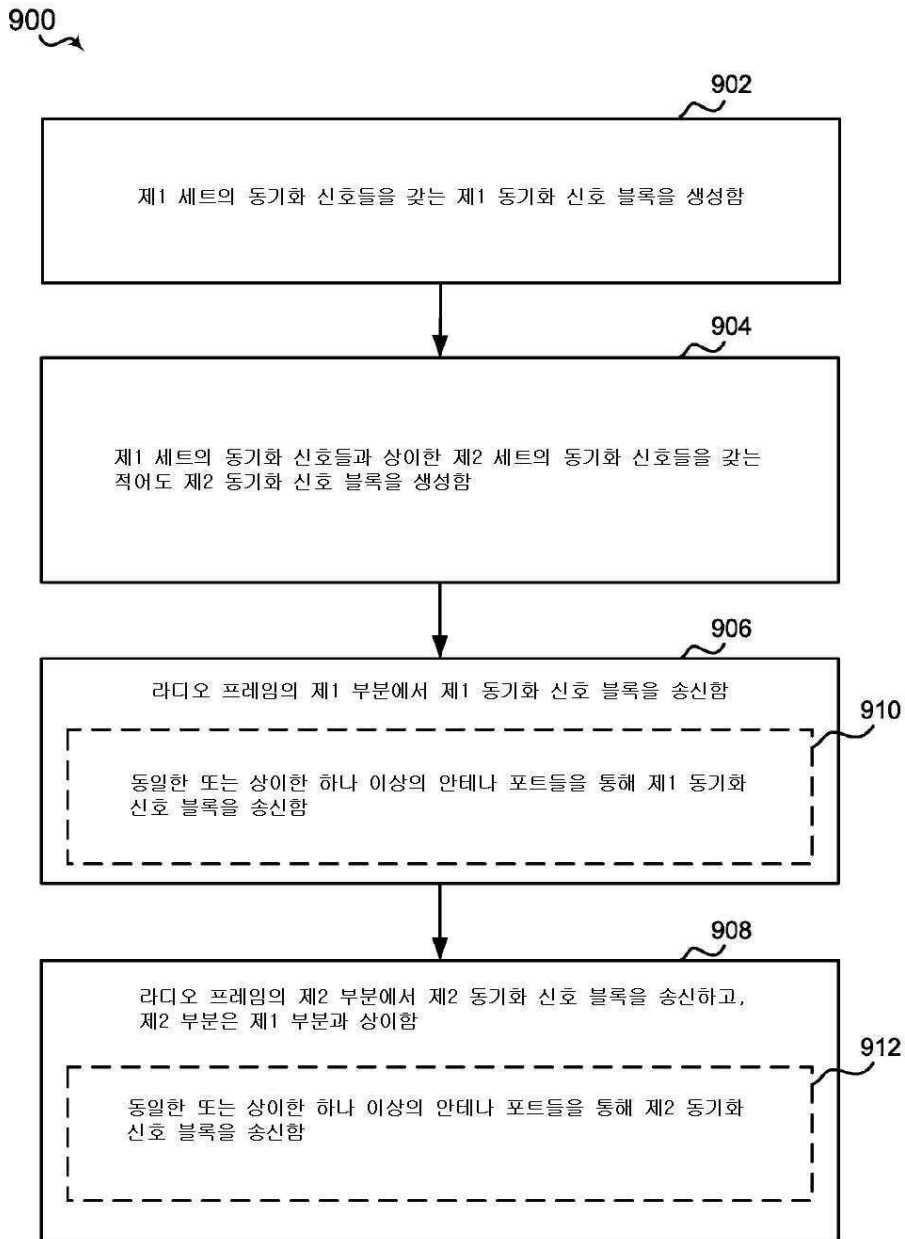 900
902
제1 세트의 동기화 신호들을 갖는 제1 동기화 신호 블록을 생성함
904
제1 세트의 동기화 신호들과 상이한 제2 세트의 동기화 신호들을 갖는
적어도 제2 동기화 신호 블록을 생성함
906
라디오 프레임의 제1 부분에서 제1 동기화 신호 블록을 송신함
910
동일한 또는 상이한 하나 이상의 안테나 포트들을 통해 제1 동기화
신호 블록을 송신함
908
라디오 프레임의 제2 부분에서 제2 동기화 신호 블록을 송신하고,
제2 부분은 제1 부분과 상이함
912
동일한 또는 상이한 하나 이상의 안테나 포트들을 통해 제2 동기화
신호 블록을 송신함